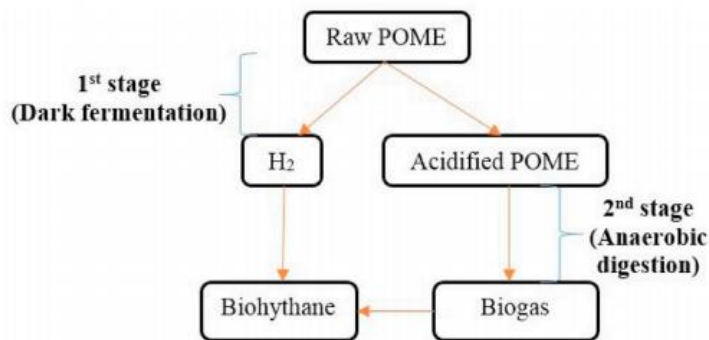 Raw POME
1st stage
(Dark fermentation)
H2
Acidified POME
2nd stage
(Anaerobic
digestion)
Biohythane
Biogas